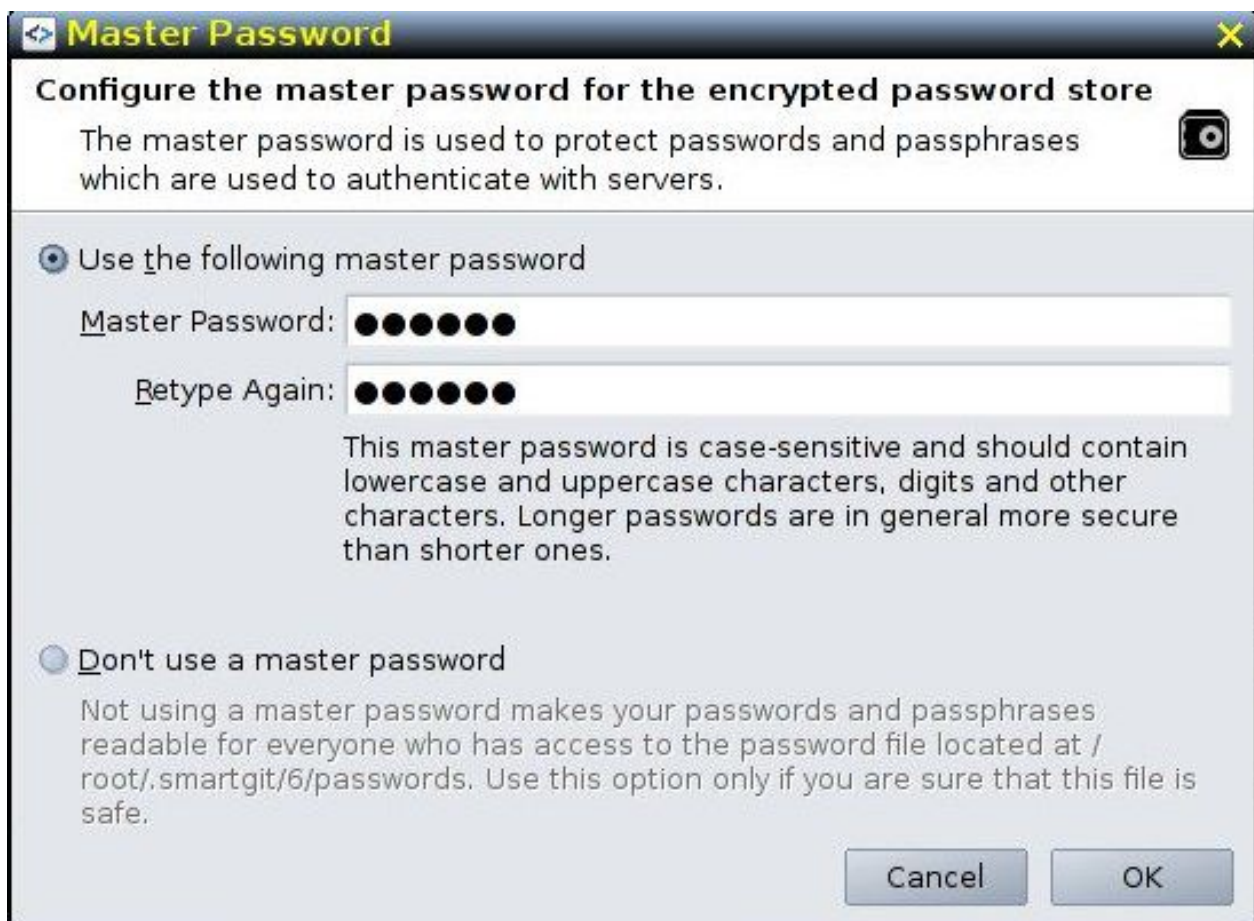 Master Password
Configure the master password for the encrypted password store
The master password is used to protect passwords and passphrases
which are used to authenticate with servers.
Use the following master password
Master Password: ●●●●●●
Retype Again: ●●●●●●
This master password is case-sensitive and should contain
lowercase and uppercase characters, digits and other
characters. Longer passwords are in general more secure
than shorter ones.
Don't use a master password
Not using a master password makes your passwords and passphrases
readable for everyone who has access to the password file located at /
root/.smartgit/6/passwords. Use this option only if you are sure that this file is
safe.
Cancel OK